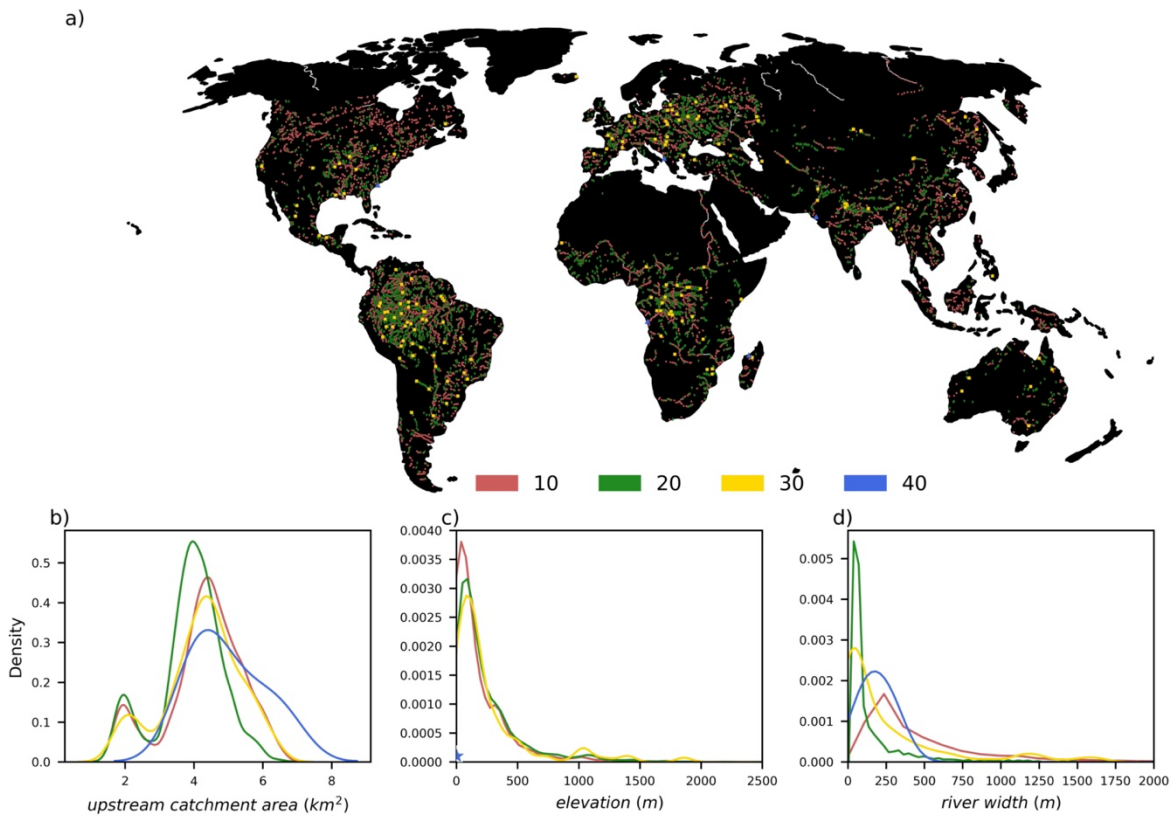 a)
10 20 30 40
b)
c)
d)
Density
0.5
0.4
0.3
0.2
0.1
0.0
2 4 6 8
upstream catchment area (km²)
0.0040
0.0035
0.0030
0.0025
0.0020
0.0015
0.0010
0.0005
0.0000
0 500 1000 1500 2000 2500
elevation (m)
0.005
0.004
0.003
0.002
0.001
0.000
0 250 500 750 1000 1250 1500 1750 2000
river width (m)